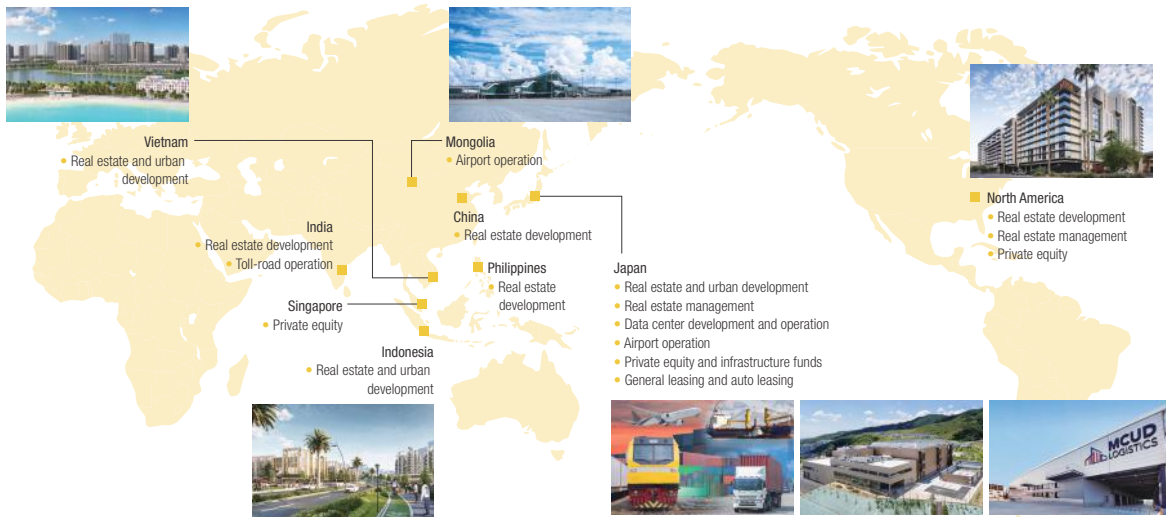 Vietnam
• Real estate and urban
development
Mongolia
• Airport operation
North America
• Real estate development
• Real estate management
• Private equity
China
• Real estate development
India
• Real estate development
• Toll-road operation
Philippines
• Real estate
development
Japan
• Real estate and urban development
• Real estate management
• Data center development and operation
• Airport operation
• Private equity and infrastructure funds
• General leasing and auto leasing
Singapore
• Private equity
Indonesia
• Real estate and urban
development
MCUD
LOGISTICS